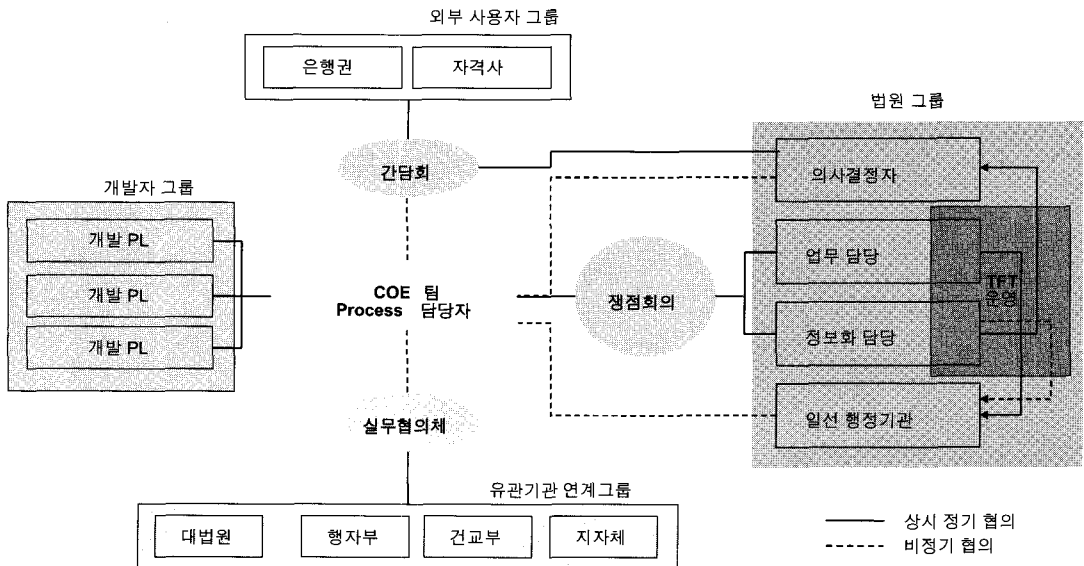 외부 사용자 그룹
은행권
자격사
법원 그룹
간담회
의사결정자
개발자 그룹
개발 PL
업무 담당
개발 PL
COE 팀
Process 담당자
쟁점회의
TFT
운영
개발 PL
정보화 담당
일선 행정기관
실무협의체
유관기관 연계그룹
대법원
행자부
건교부
지자체
상시 정기 협의
비정기 협의